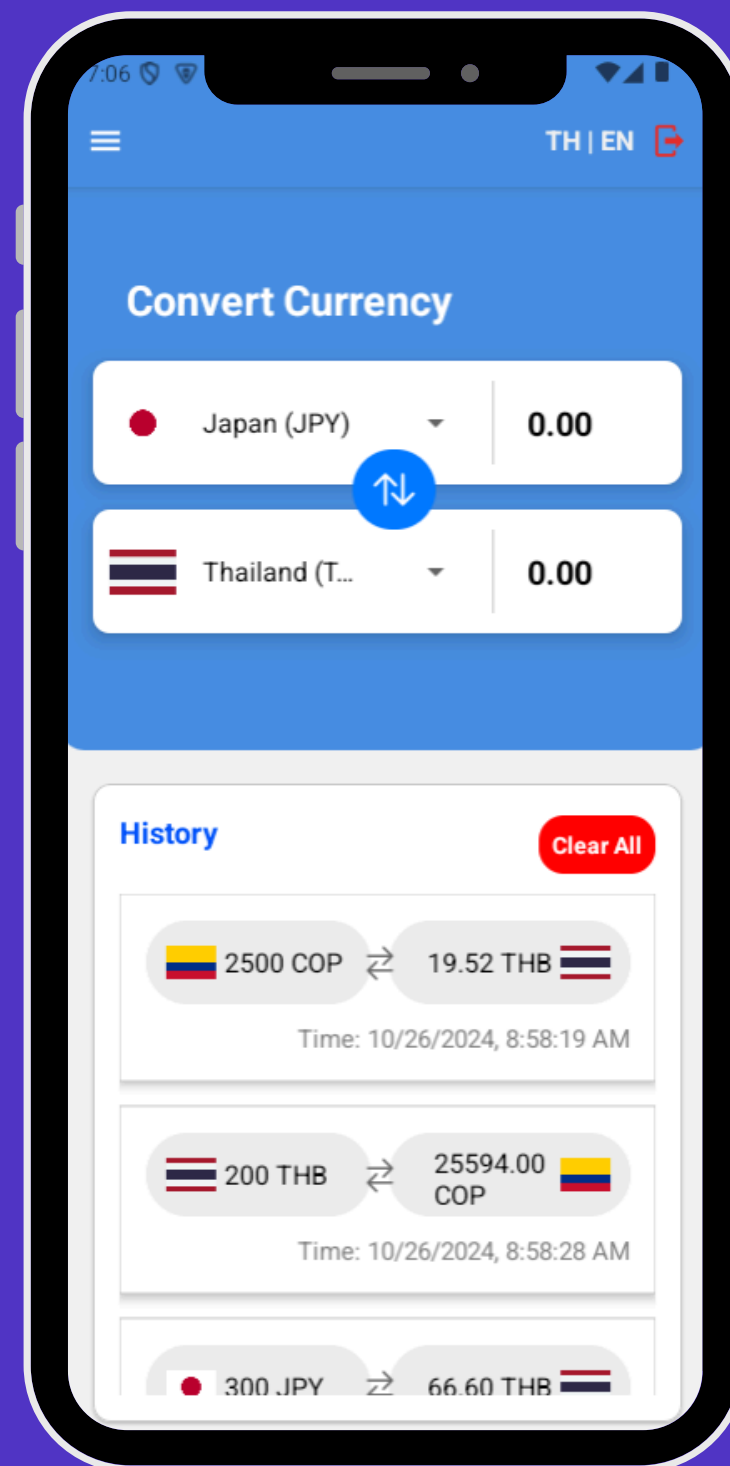 7:06
TH | EN
Convert Currency
Japan (JPY)
0.00
Thailand (T...
0.00
History
Clear All
2500 COP
19.52 THB
Time: 10/26/2024, 8:58:19 AM
200 THB
25594.00
COP
Time: 10/26/2024, 8:58:28 AM
300 JPY
66.60 THB